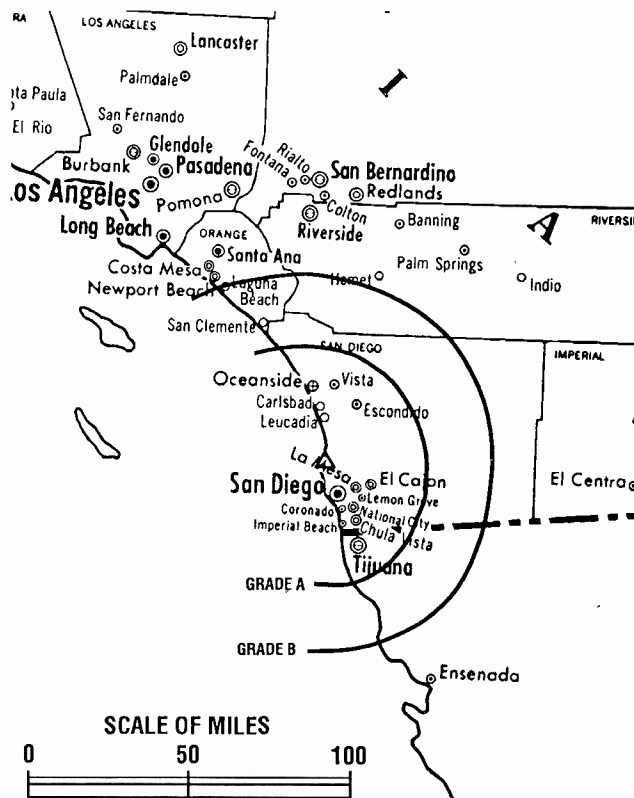 RA
LOS ANGELES
Lancaster
Palmdale
nta Paula
San Fernando
El Rio
Glendale
Burbank
Pasadena
Los Angeles
Pomona
Fontana
Rialto
San Bernardino
Redlands
Colton
Riverside
Banning
I
A
RIVERSI
Palm Springs
Indio
Hemet
Long Beach
ORANGE
Santa Ana
Costa Mesa
Newport Beach
Laguna
Beach
San Clemente
SAN DIEGO
IMPERIAL
Oceanside
Vista
Carlsbad
Escondido
Leucadia
La Mesa
El Cajon
San Diego
Lemon Grove
El Centro
Coronado
National City
Imperial Beach
Chula Vista
Tijuana
GRADE A
GRADE B
Ensenada
SCALE OF MILES
0 50 100